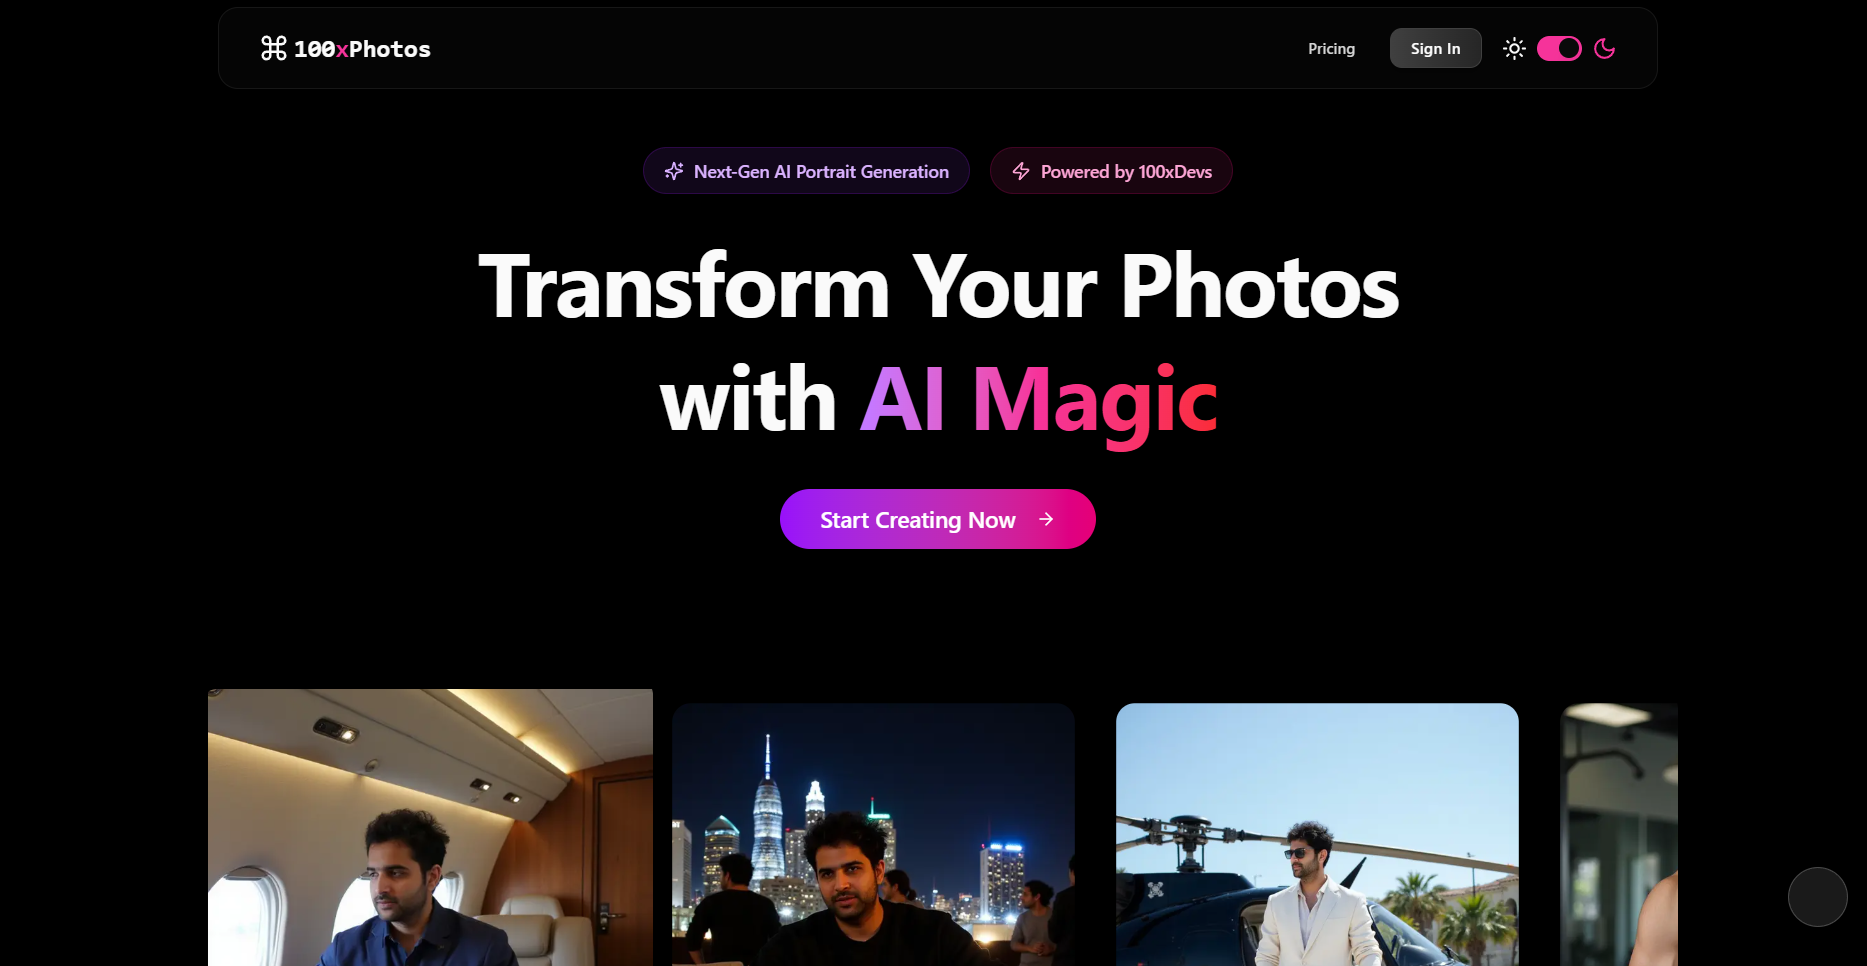 100xPhotos
Pricing
Sign In
Next-Gen AI Portrait Generation
Powered by 100xDevs
Transform Your Photos
with AI Magic
Start Creating Now